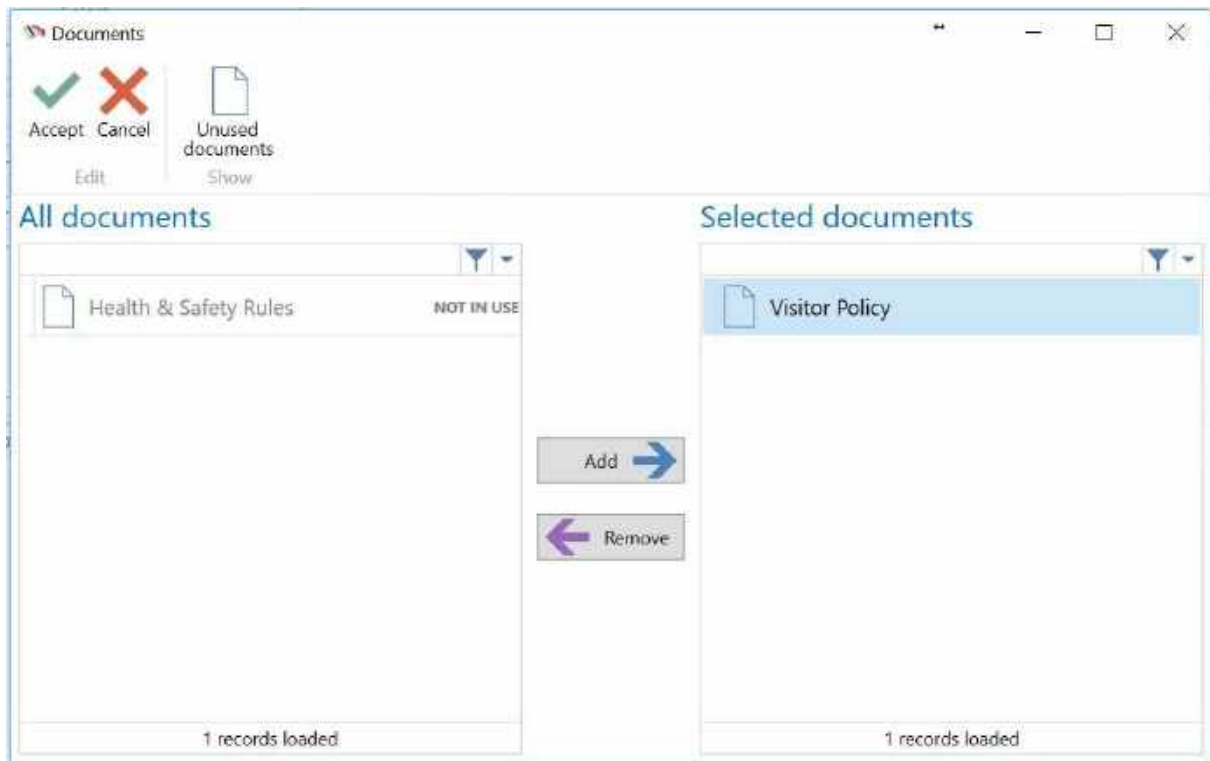 Documents
Accept Cancel Unused documents
Edit Show
All documents
Selected documents
Health & Safety Rules NOT IN USE
Visitor Policy
Add
Remove
1 records loaded
1 records loaded